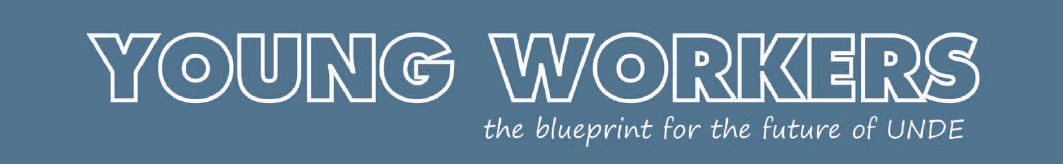 YOUNG WORKERS
the blueprint for the future of UNDE